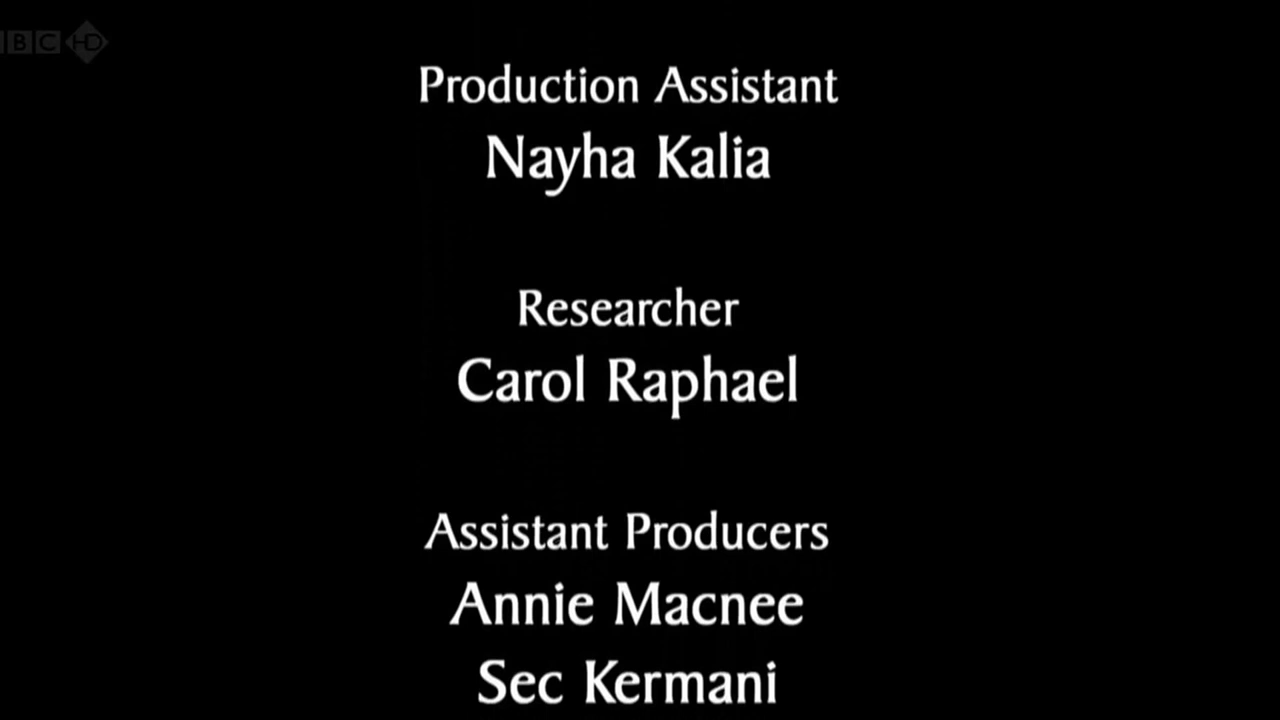 BBC HD
Production Assistant
Nayha Kalia
Researcher
Carol Raphael
Assistant Producers
Annie Macnee
Sec Kermani